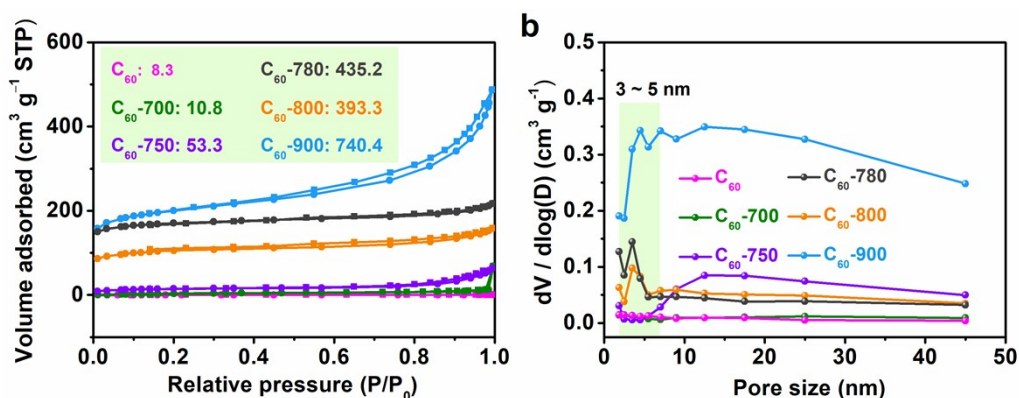 600
400
200
0
0.0 0.2 0.4 0.6 0.8 1.0
Volume adsorbed (cm³ g⁻¹ STP)
Relative pressure (P/P₀)
C₆₀: 8.3
C₆₀-700: 10.8
C₆₀-750: 53.3
C₆₀-780: 435.2
C₆₀-800: 393.3
C₆₀-900: 740.4
b
0.5
0.4
0.3
0.2
0.1
0.0
0 10 20 30 40 50
dV / dlog(D) (cm³ g⁻¹)
Pore size (nm)
3 ~ 5 nm
C₆₀
C₆₀-700
C₆₀-750
C₆₀-780
C₆₀-800
C₆₀-900